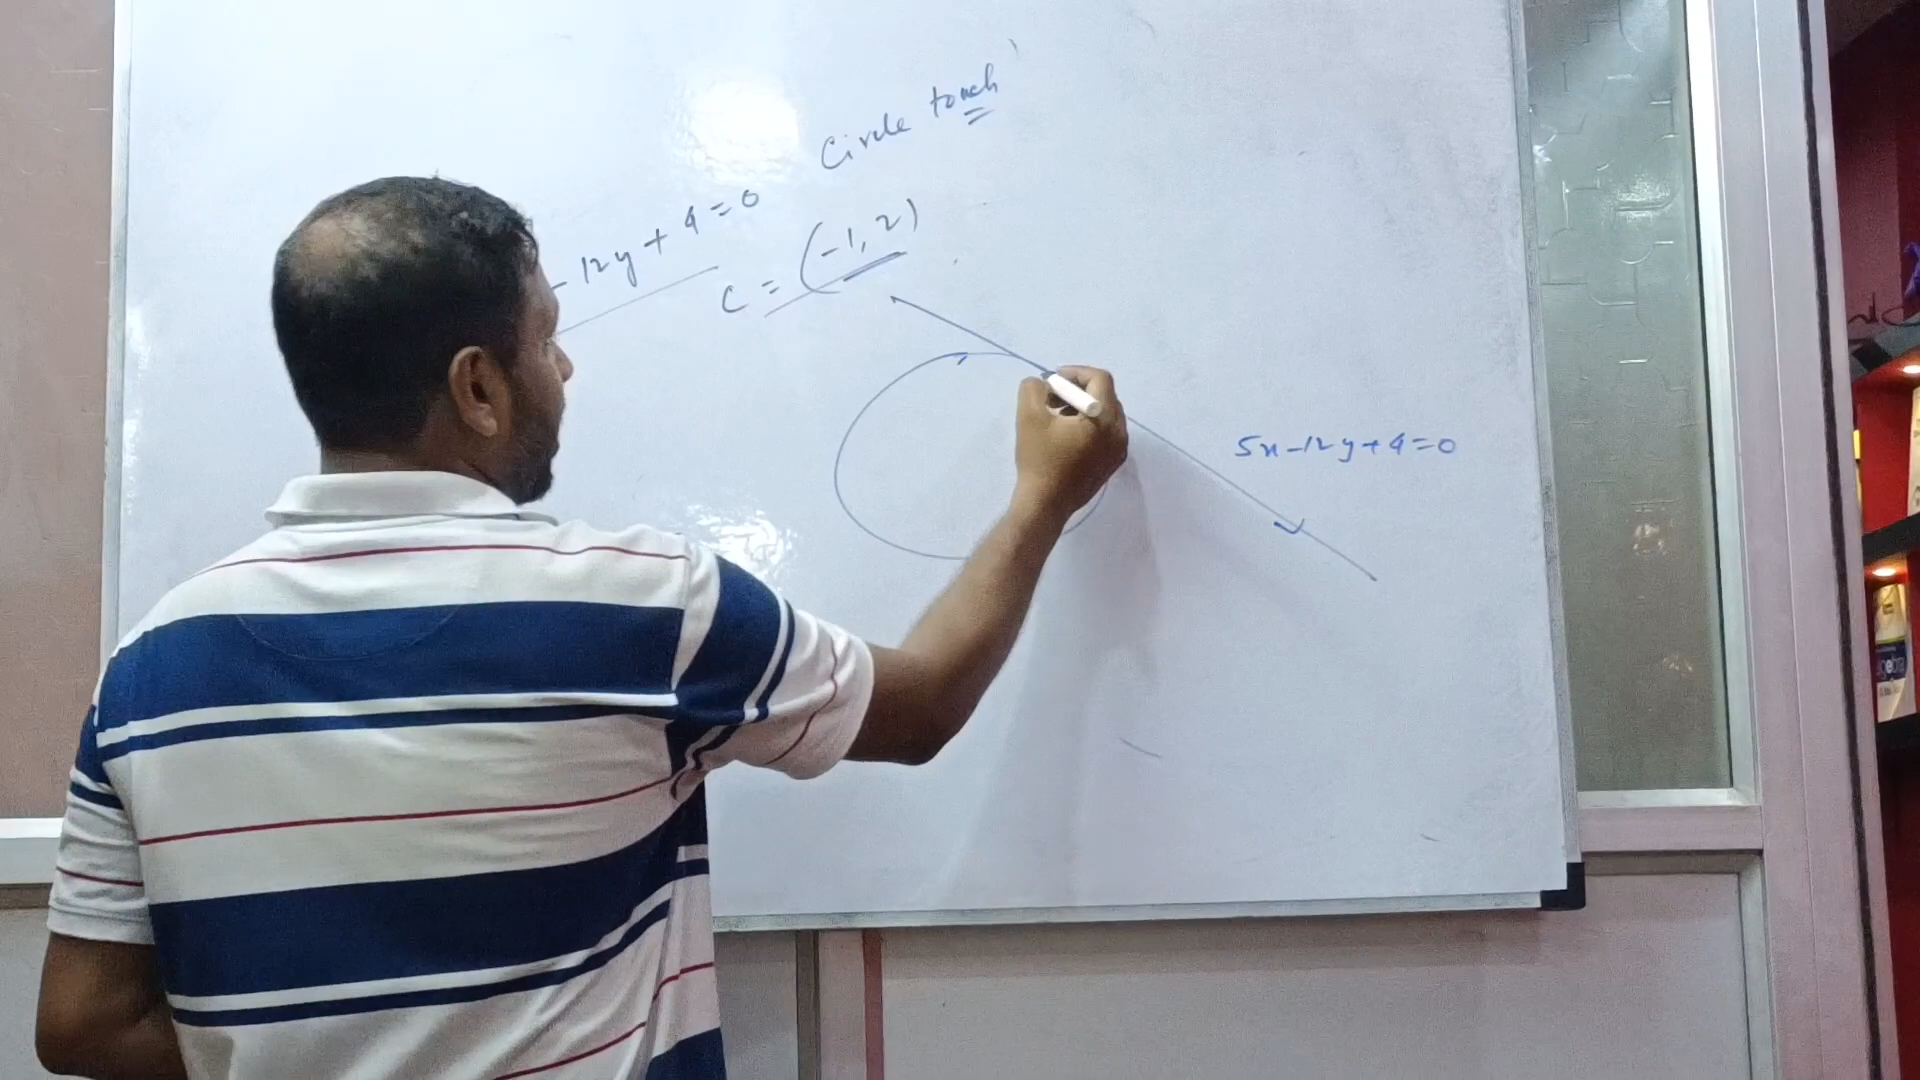 Circle touch
- 12y + 4 = 0
C = (-1, 2)
5x - 12y + 4 = 0